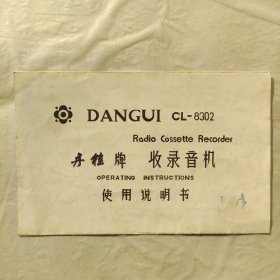 DANGUI CL-8302
Radio Cassette Recorder
丹桂牌 收录音机
OPERATING INSTRUCTIONS
使用说明书